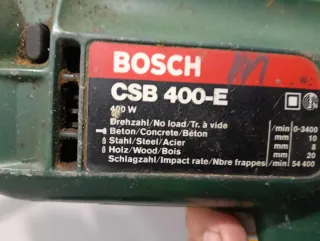 BOSCH
CSB 400-E
400 W
Drehzahl/No load/Tr. à vide /min 0-3400
Beton/Concrete/Béton mm 10
Stahl/Steel/Acier mm 8
Holz/Wood/Bois mm 20
Schlagzahl/Impact rate/Nbre frappes /min 54 400